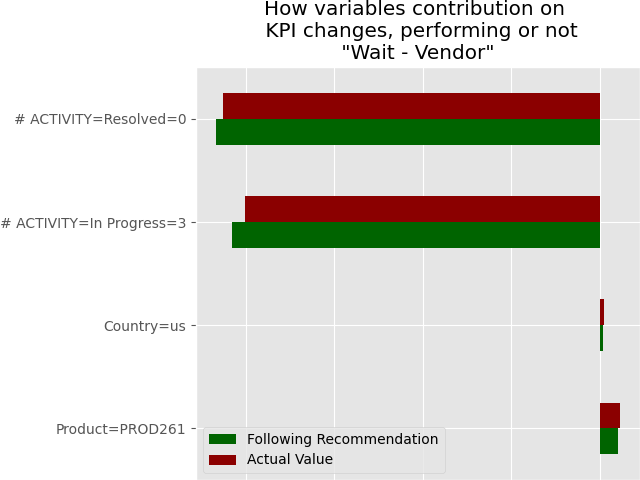 How variables contribution on
KPI changes, performing or not
"Wait - Vendor"
# ACTIVITY=Resolved=0
# ACTIVITY=In Progress=3
Country=us
Product=PROD261
Following Recommendation
Actual Value